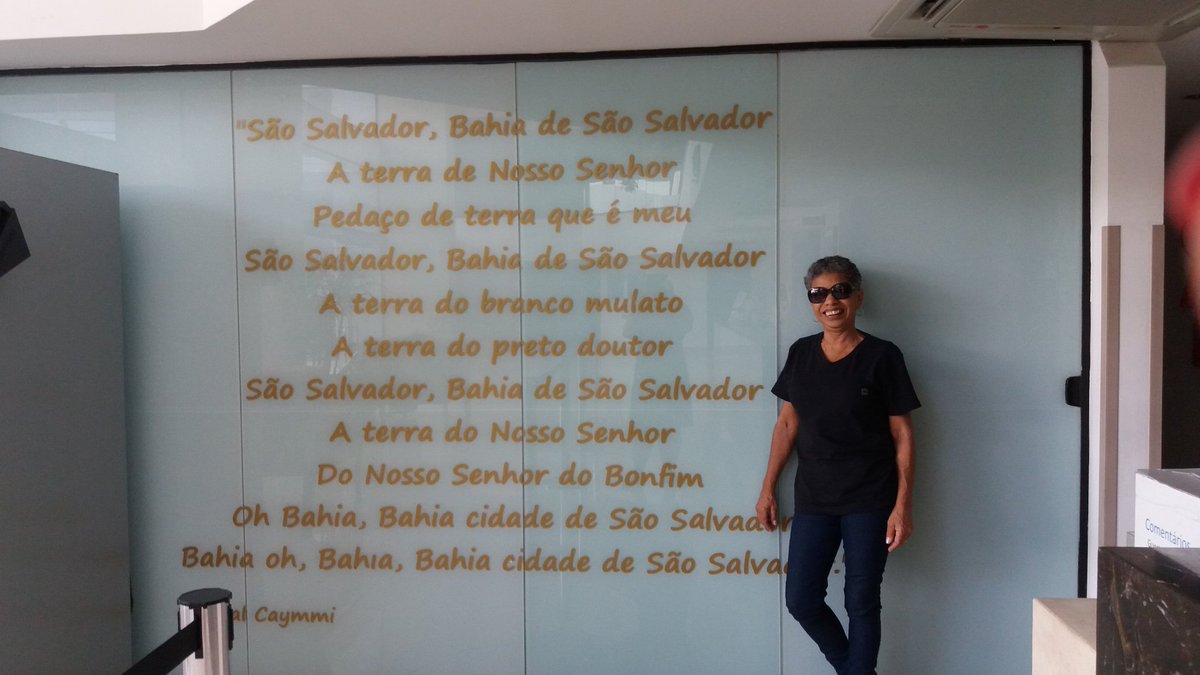 "São Salvador, Bahia de São Salvador
A terra de Nosso Senhor
Pedaço de terra que é meu
São Salvador, Bahia de São Salvador
A terra do branco mulato
A terra do preto doutor
São Salvador, Bahia de São Salvador
A terra do Nosso Senhor
Do Nosso Senhor do Bonfim
Oh Bahia, Bahia cidade de São Salvador
Bahia oh, Bahia, Bahia cidade de São
Caymmi
Comentários